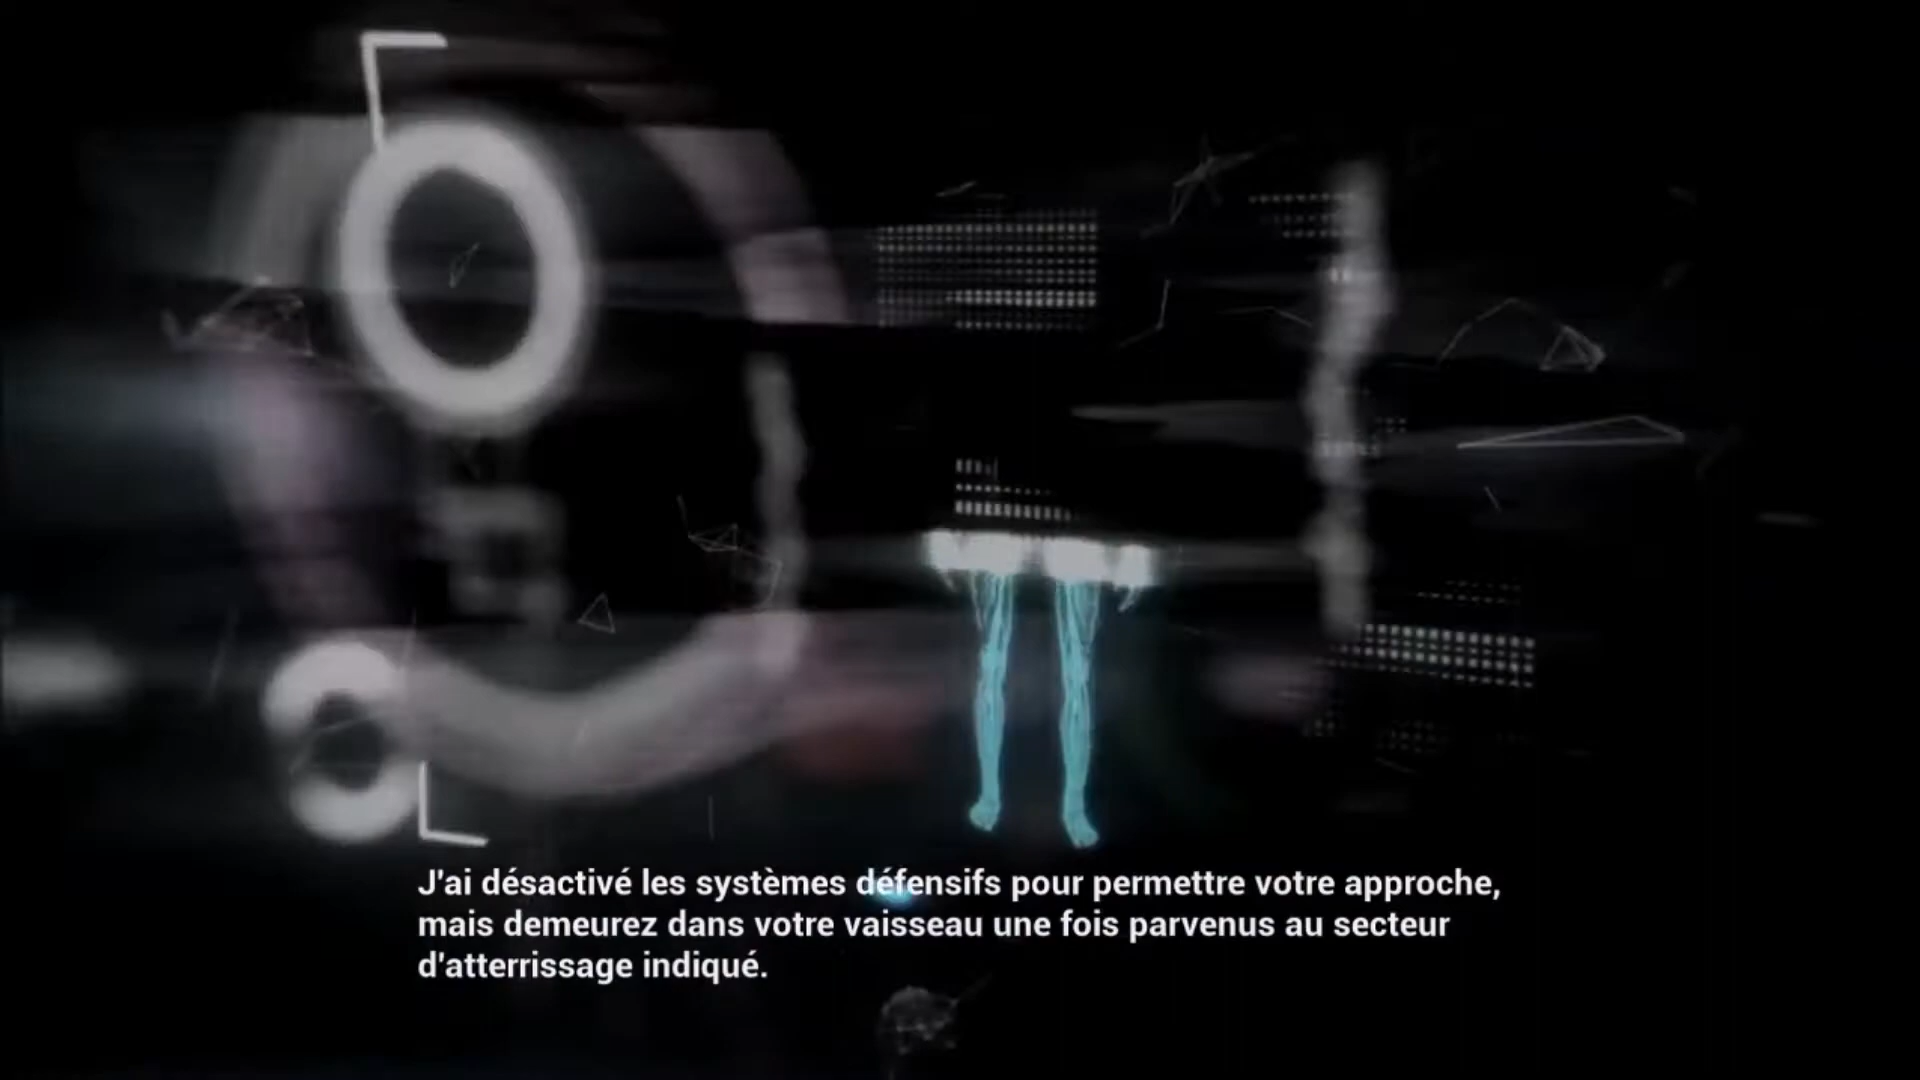 J'ai désactivé les systèmes défensifs pour permettre votre approche,
mais demeurez dans votre vaisseau une fois parvenus au secteur
d'atterrissage indiqué.